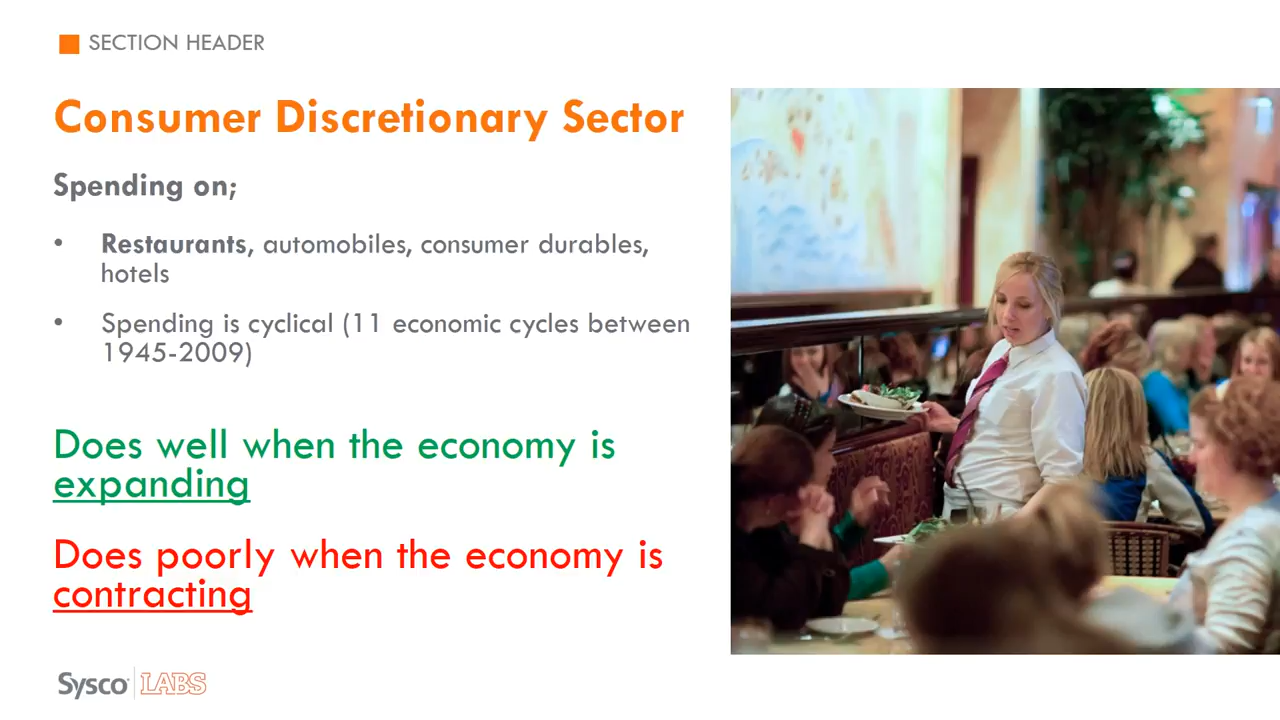 SECTION HEADER
Consumer Discretionary Sector
Spending on;
• Restaurants, automobiles, consumer durables,
hotels
• Spending is cyclical (11 economic cycles between
1945-2009)
Does well when the economy is
expanding
Does poorly when the economy is
contracting
Sysco LABS